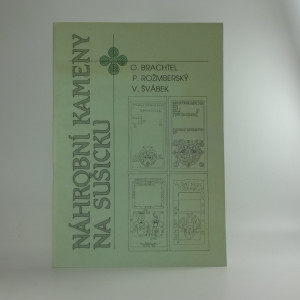 NÁHROBNÍ KAMENY
NA SUŠICKU
O. BRACHTEL
P. ROŽMBERSKÝ
V. ŠVÁBEK